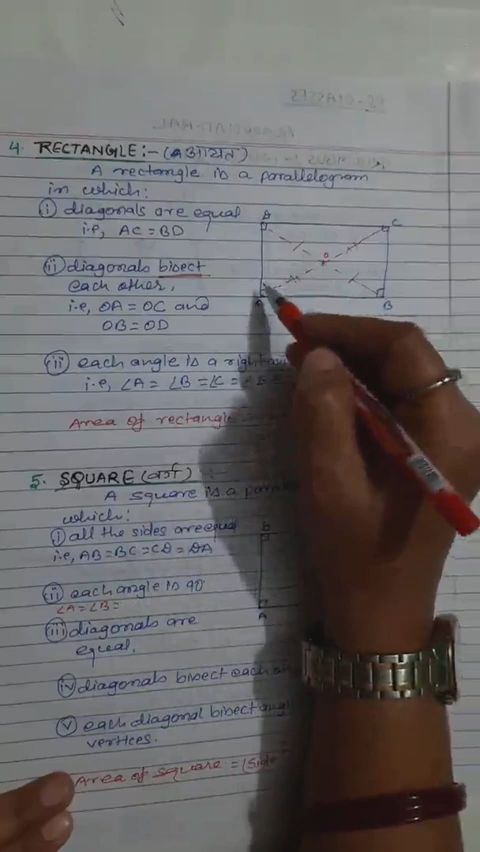 4. RECTANGLE:- (आयत)
A rectangle is a parallelogram
in which:
(i) diagonals are equal
i.e, AC = BD
(ii) diagonals bisect
each other,
i.e, OA = OC and
OB = OD
(ii) each angle is a right
i.e, ∠A = ∠B = ∠C =
Area of rectangle
A
C
O
B
5. SQUARE (वर्ग)
A square is a
which:
(i) all the sides are equal
i.e, AB = BC = CD = DA
(ii) each angle is 90°
∠A = ∠B =
(iii) diagonals are
equal.
(iv) diagonals bisect each
(v) each diagonal bisect
vertices.
Area of square = (Side
D
A